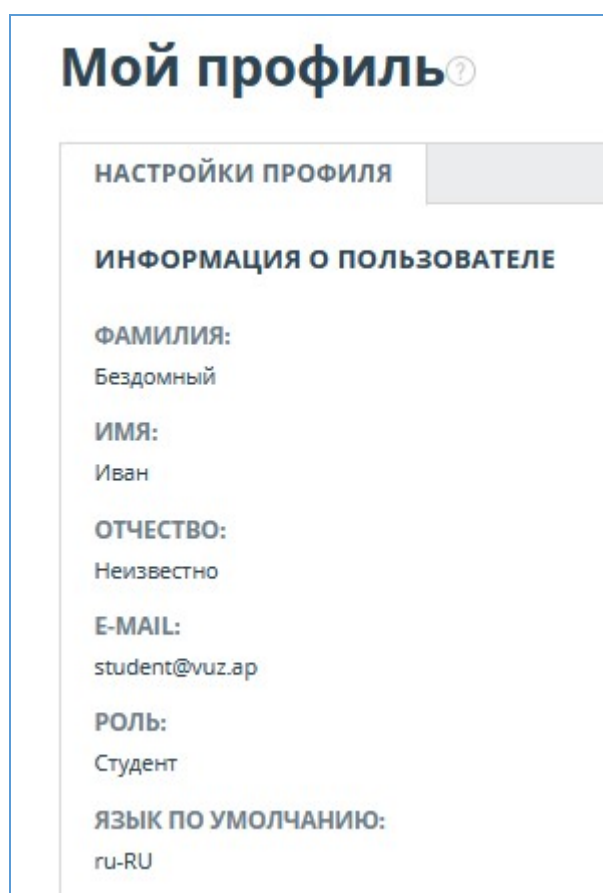 Мой профиль?
НАСТРОЙКИ ПРОФИЛЯ
ИНФОРМАЦИЯ О ПОЛЬЗОВАТЕЛЕ
ФАМИЛИЯ:
Бездомный
ИМЯ:
Иван
ОТЧЕСТВО:
Неизвестно
E-MAIL:
student@vuz.ap
РОЛЬ:
Студент
ЯЗЫК ПО УМОЛЧАНИЮ:
ru-RU